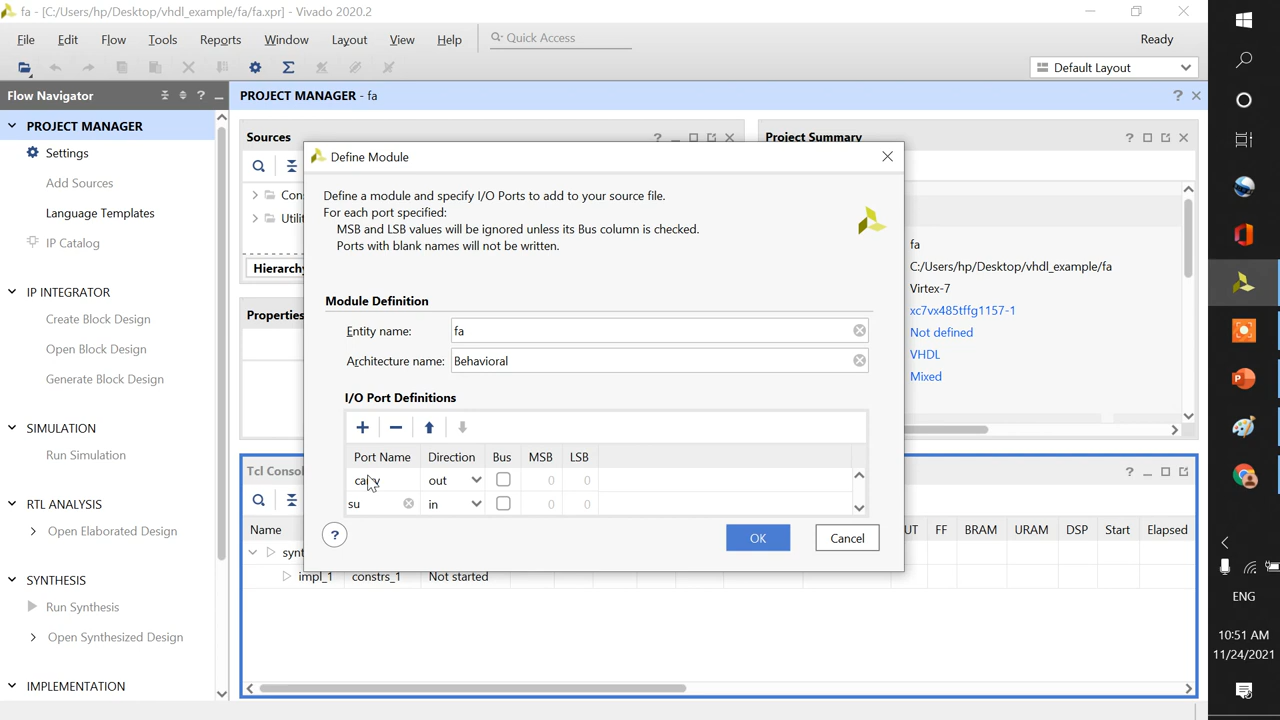 fa - [C:/Users/hp/Desktop/vhdl_example/fa/fa.xpr] - Vivado 2020.2
File Edit Flow Tools Reports Window Layout View Help Quick Access Ready
Default Layout
Flow Navigator
PROJECT MANAGER - fa
PROJECT MANAGER
Settings
Add Sources
Language Templates
IP Catalog
IP INTEGRATOR
Create Block Design
Open Block Design
Generate Block Design
SIMULATION
Run Simulation
RTL ANALYSIS
Open Elaborated Design
SYNTHESIS
Run Synthesis
Open Synthesized Design
IMPLEMENTATION
Sources
Hierarchy
Properties
Project Summary
fa
C:/Users/hp/Desktop/vhdl_example/fa
Virtex-7
xc7vx485tffg1157-1
Not defined
VHDL
Mixed
Define Module
Define a module and specify I/O Ports to add to your source file.
For each port specified:
MSB and LSB values will be ignored unless its Bus column is checked.
Ports with blank names will not be written.
Module Definition
Entity name: fa
Architecture name: Behavioral
I/O Port Definitions
Port Name Direction Bus MSB LSB
out 0 0
su in 0 0
OK Cancel
Tcl
Name FF BRAM URAM DSP Start Elapsed
impl_1 constrs_1 Not started
ENG
10:51 AM
11/24/2021